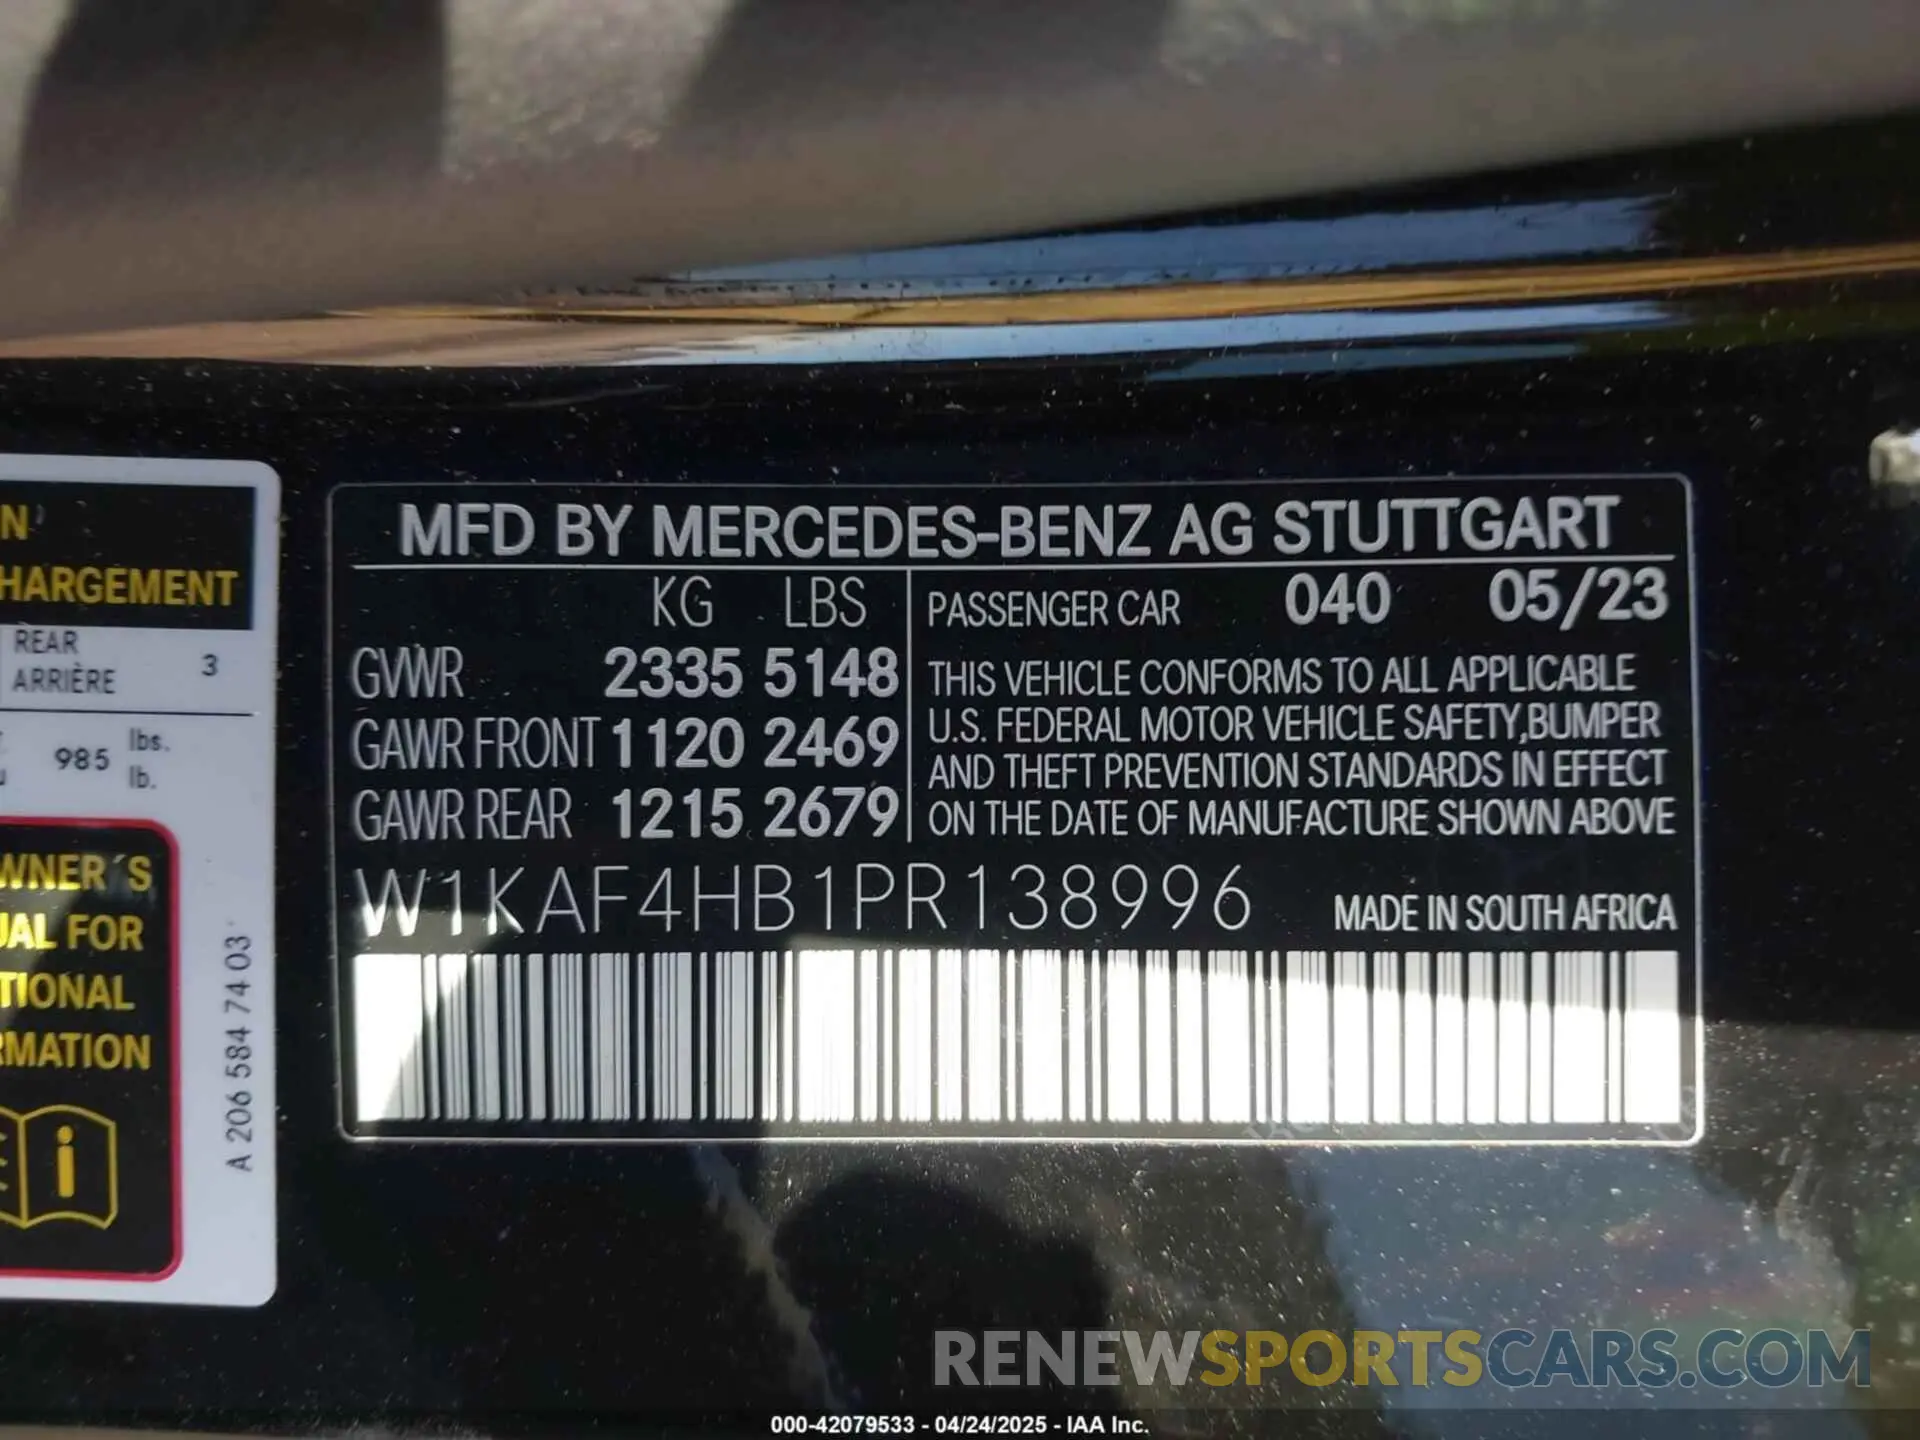 N
HARGEMENT
REAR
ARRIÈRE 3
985 lbs.
lb.
WNER´S
UAL FOR
TIONAL
RMATION
A 206 584 74 03
MFD BY MERCEDES-BENZ AG STUTTGART
KG LBS
GVWR 2335 5148
GAWR FRONT 1120 2469
GAWR REAR 1215 2679
PASSENGER CAR 040 05/23
THIS VEHICLE CONFORMS TO ALL APPLICABLE
U.S. FEDERAL MOTOR VEHICLE SAFETY,BUMPER
AND THEFT PREVENTION STANDARDS IN EFFECT
ON THE DATE OF MANUFACTURE SHOWN ABOVE
W1KAF4HB1PR138996
MADE IN SOUTH AFRICA
RENEWSPORTSCARS.COM
000-42079533 - 04/24/2025 - IAA Inc.